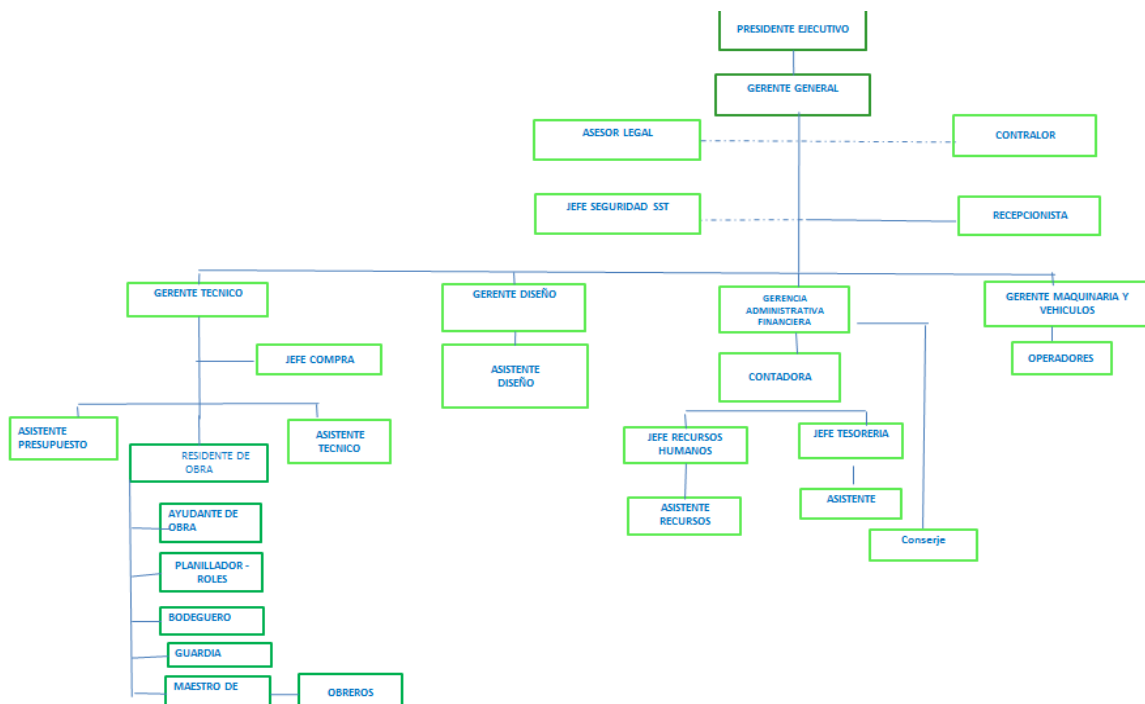 PRESIDENTE EJECUTIVO
GERENTE GENERAL
ASESOR LEGAL
CONTRALOR
JEFE SEGURIDAD SST
RECEPCIONISTA
GERENTE TECNICO
GERENTE DISEÑO
GERENCIA
ADMINISTRATIVA
FINANCIERA
GERENTE MAQUINARIA Y
VEHICULOS
JEFE COMPRA
ASISTENTE
DISEÑO
CONTADORA
OPERADORES
ASISTENTE
PRESUPUESTO
ASISTENTE
TECNICO
JEFE RECURSOS
HUMANOS
JEFE TESORERIA
RESIDENTE DE
OBRA
ASISTENTE
RECURSOS
ASISTENTE
Conserje
AYUDANTE DE
OBRA
PLANILLADOR -
ROLES
BODEGUERO
GUARDIA
MAESTRO DE
OBREROS